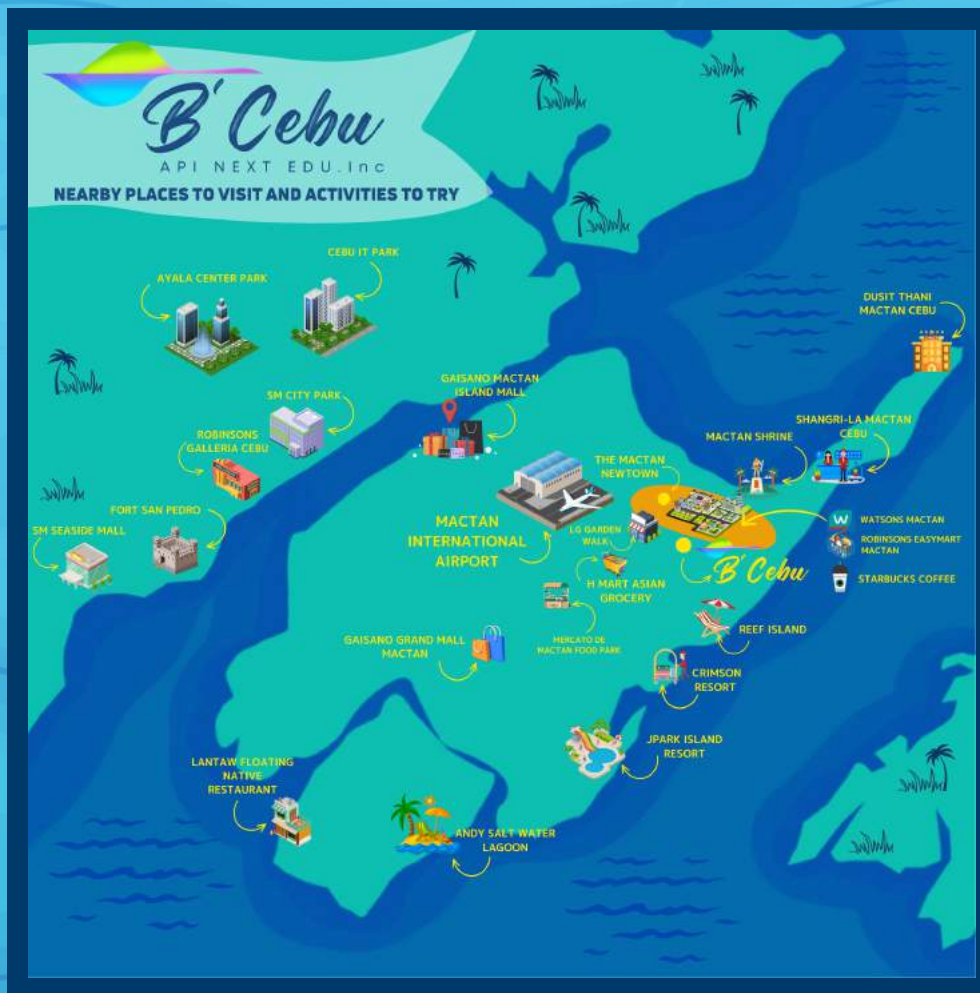 B' Cebu
API NEXT EDU.Inc
NEARBY PLACES TO VISIT AND ACTIVITIES TO TRY
CEBU IT PARK
AYALA CENTER PARK
DUSIT THANI
MACTAN CEBU
GAISANO MACTAN
ISLAND MALL
SM CITY PARK
SHANGRI-LA MACTAN
CEBU
ROBINSONS
GALLERIA CEBU
MACTAN SHRINE
THE MACTAN
NEWTOWN
FORT SAN PEDRO
SM SEASIDE MALL
MACTAN
INTERNATIONAL
AIRPORT
LG GARDEN
WALK
W
WATSONS MACTAN
ROBINSONS EASYMART
MACTAN
STARBUCKS COFFEE
B' Cebu
H MART ASIAN
GROCERY
MERCATO DE
MACTAN FOOD PARK
GAISANO GRAND MALL
MACTAN
REEF ISLAND
CRIMSON
RESORT
JPARK ISLAND
RESORT
LANTAW FLOATING
NATIVE
RESTAURANT
ANDY SALT WATER
LAGOON